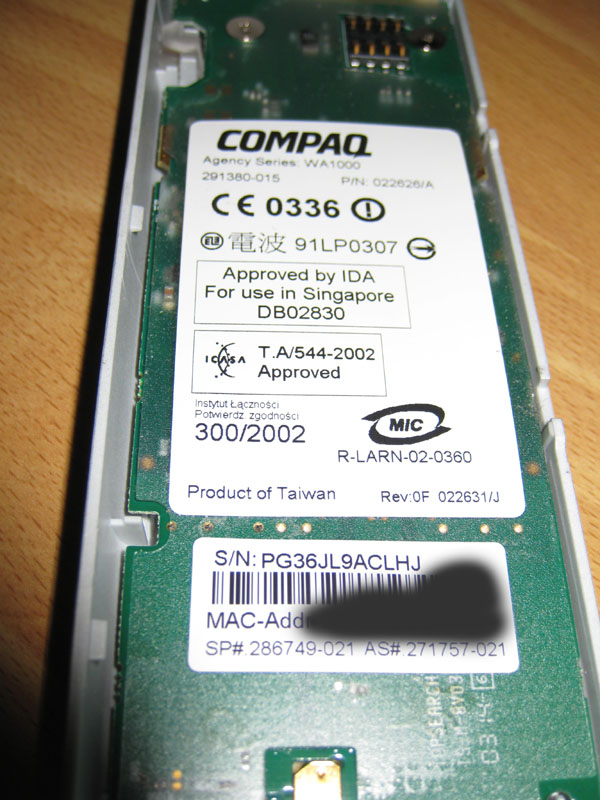 COMPAQ
Agency Series: WA1000
291380-015 P/N: 022626/A
CE 0336
電波 91LP0307
Approved by IDA
For use in Singapore
DB02830
ICASA T.A/544-2002
Approved
Instytut Łączności
Potwierdz. zgodności
300/2002
MIC
R-LARN-02-0360
Product of Taiwan Rev:0F 022631/J
S/N: PG36JL9ACLHJ
MAC-Add
SP#.286749-021 AS#.271757-021
0314